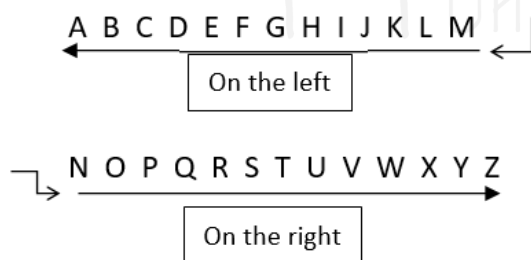 A B C D E F G H I J K L M
On the left
N O P Q R S T U V W X Y Z
On the right